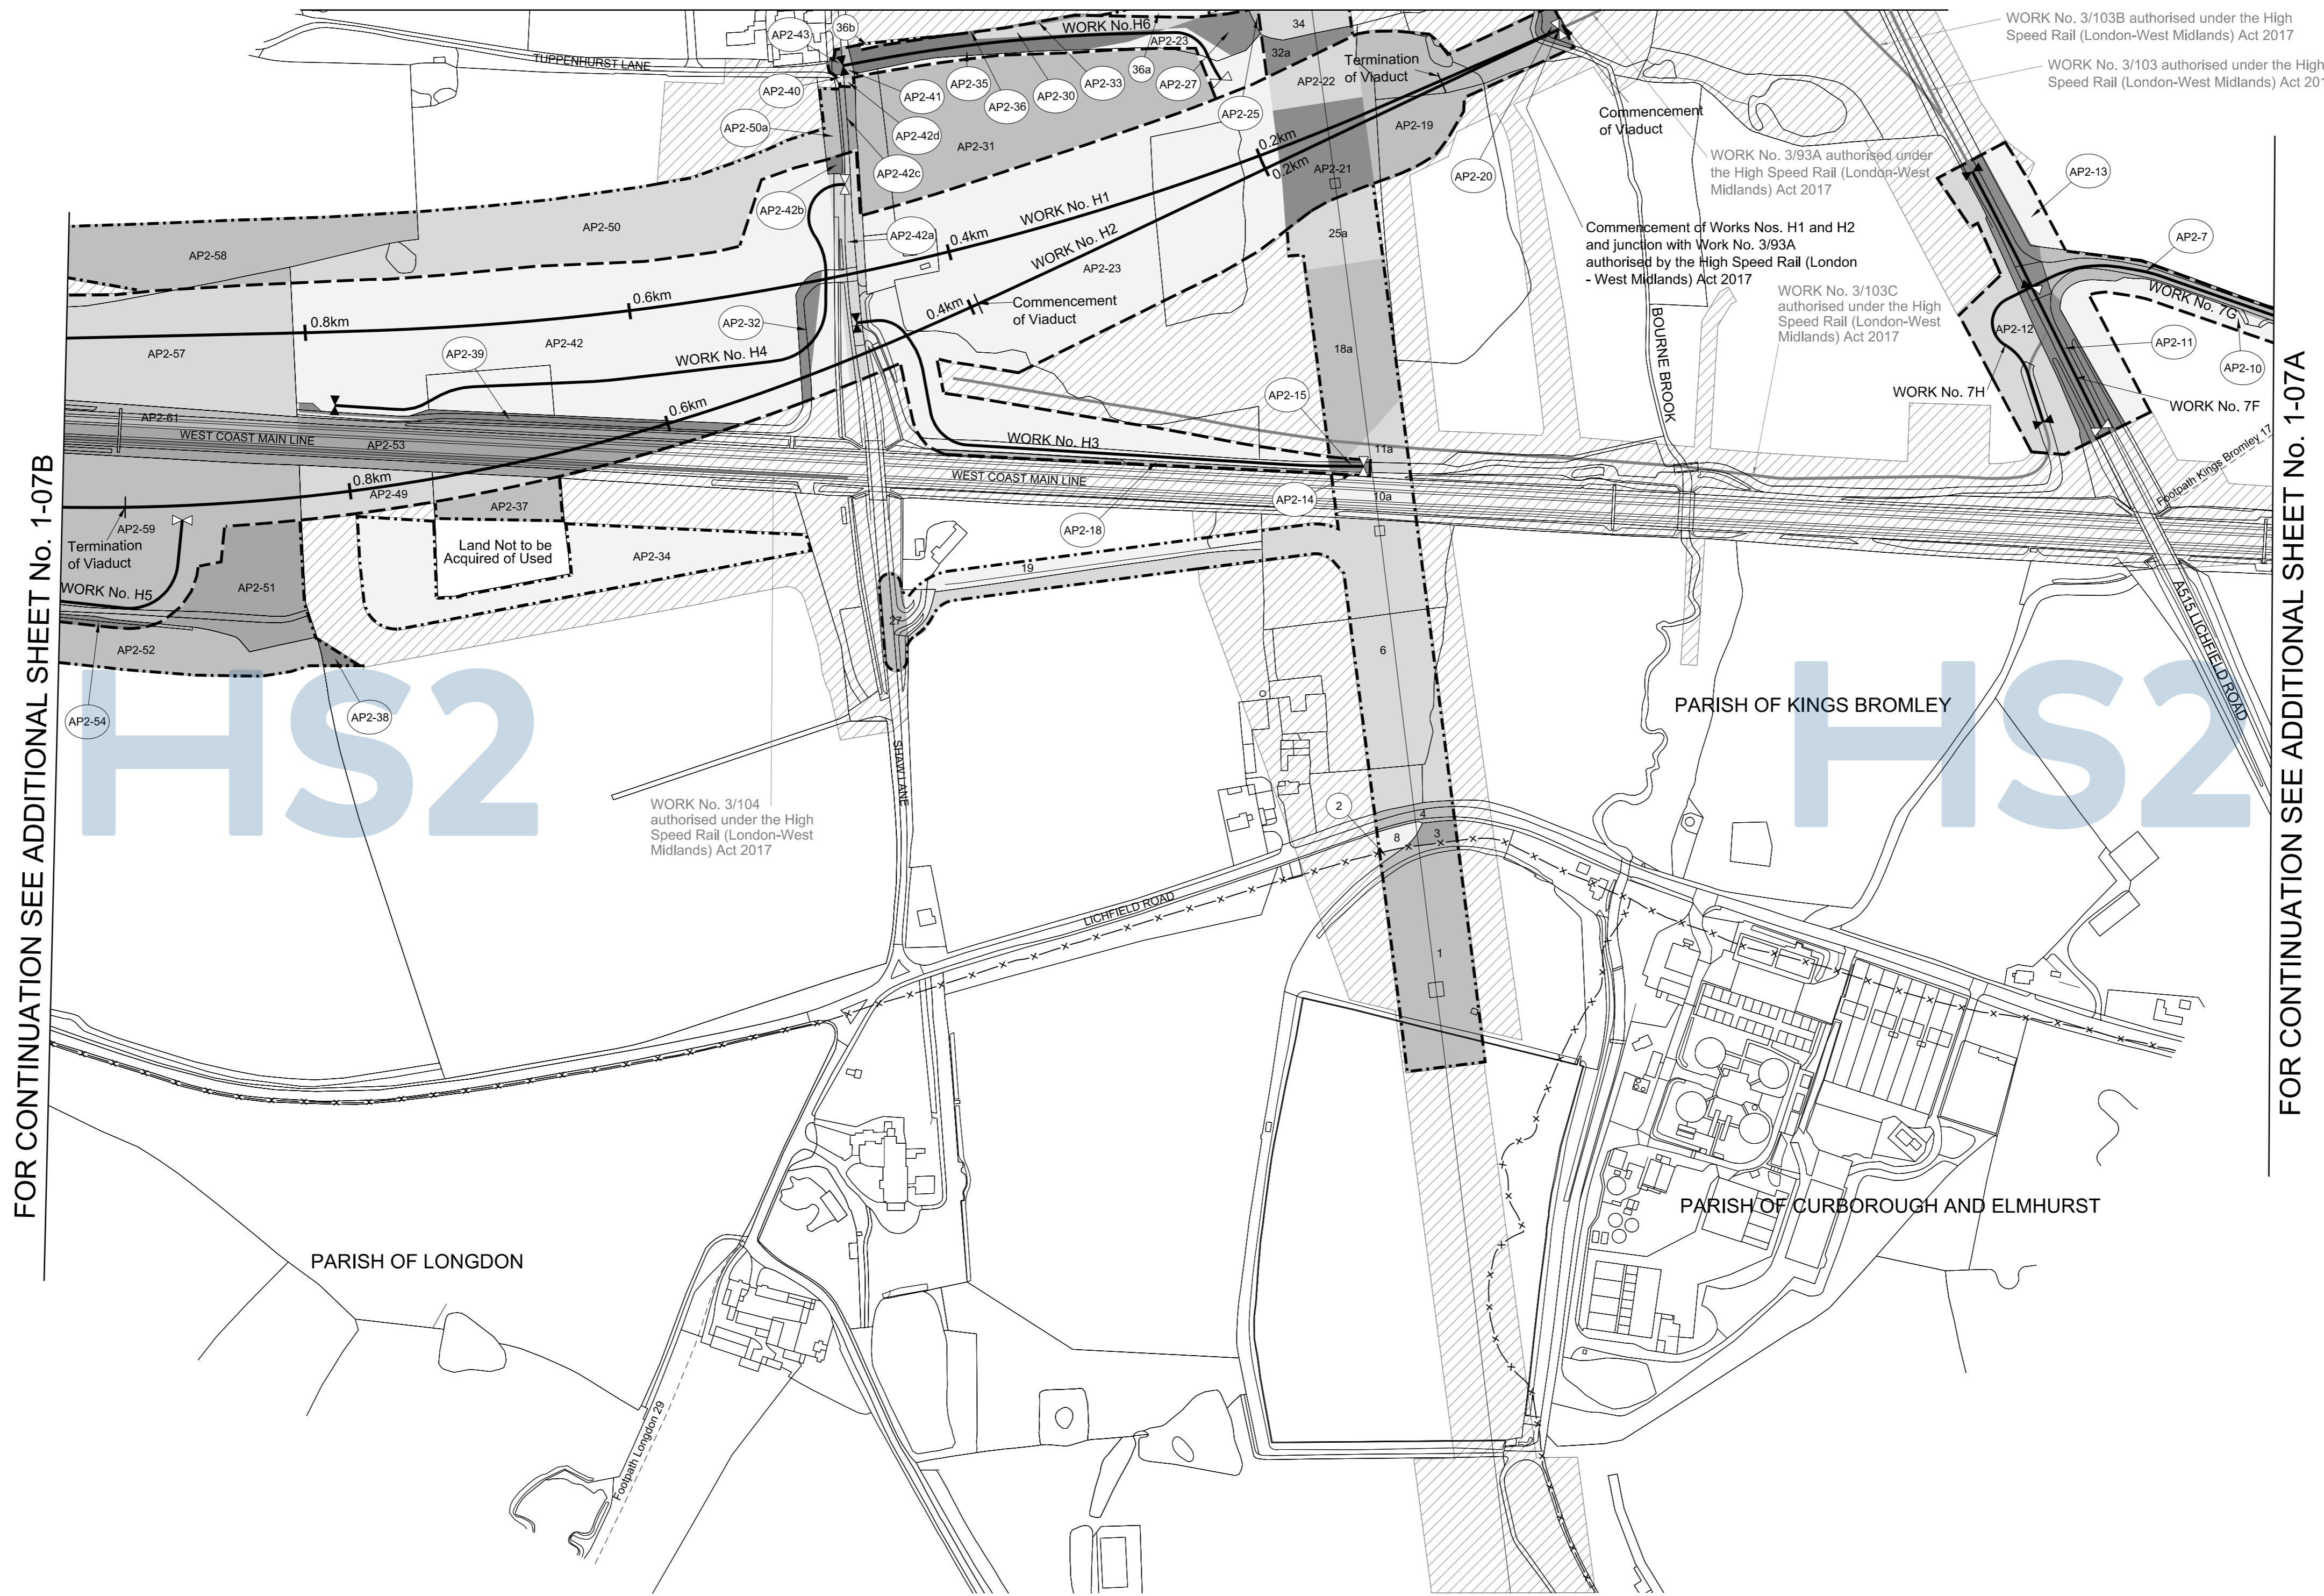 WORK No. 3/103B authorised under the High
Speed Rail (London-West Midlands) Act 2017
WORK No. 3/103 authorised under the High
Speed Rail (London-West Midlands) Act 201
AP2-43
36b
WORK No.H6
34
AP2-23
32a
TUPPENHURST LANE
AP2-40
AP2-41
AP2-35
AP2-36
AP2-30
AP2-33
36a
AP2-27
AP2-22
Termination
of Viaduct
AP2-25
AP2-50a
AP2-42d
AP2-31
AP2-42c
0.2km
0.2km
AP2-21
AP2-19
AP2-20
Commencement
of Viaduct
WORK No. 3/93A authorised under
the High Speed Rail (London-West
Midlands) Act 2017
AP2-13
AP2-42b
AP2-50
AP2-58
AP2-42a
WORK No. H1
0.4km
WORK No. H2
AP2-23
25a
Commencement of Works Nos. H1 and H2
and junction with Work No. 3/93A
authorised by the High Speed Rail (London
- West Midlands) Act 2017
AP2-7
WORK No. 7G
0.6km
0.4km
Commencement
of Viaduct
WORK No. 3/103C
authorised under the High
Speed Rail (London-West
Midlands) Act 2017
BOURNE BROOK
0.8km
AP2-57
AP2-42
AP2-32
AP2-39
WORK No. H4
18a
AP2-12
AP2-11
AP2-10
WORK No. 7H
WORK No. 7F
AP2-61
WEST COAST MAIN LINE
AP2-53
0.6km
AP2-15
WORK No. H3
11a
WEST COAST MAIN LINE
AP2-14
10a
Footpath Kings Bromley 17
0.8km
AP2-49
AP2-37
AP2-59
Termination
of Viaduct
Land Not to be
Acquired of Used
AP2-34
AP2-18
WORK No. H5
AP2-51
19
27
AP2-52
AP2-54
AP2-38
6
A515 LICHFIELD ROAD
HS2
HS2
PARISH OF KINGS BROMLEY
SHAW LANE
WORK No. 3/104
authorised under the High
Speed Rail (London-West
Midlands) Act 2017
2
4
3
8
LICHFIELD ROAD
1
FOR CONTINUATION SEE ADDITIONAL SHEET No. 1-07B
FOR CONTINUATION SEE ADDITIONAL SHEET No. 1-07A
PARISH OF CURBOROUGH AND ELMHURST
PARISH OF LONGDON
Footpath Longdon 29